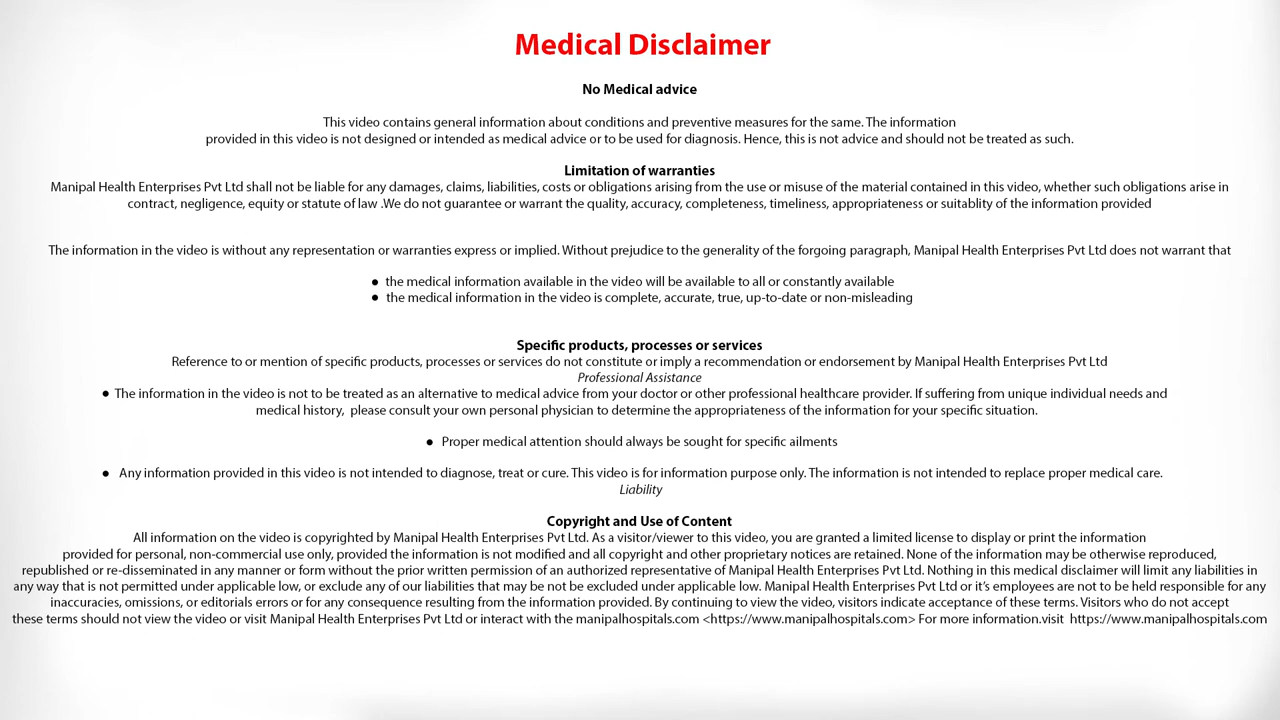 Medical Disclaimer
No Medical advice
This video contains general information about conditions and preventive measures for the same. The information
provided in this video is not designed or intended as medical advice or to be used for diagnosis. Hence, this is not advice and should not be treated as such.
Limitation of warranties
Manipal Health Enterprises Pvt Ltd shall not be liable for any damages, claims, liabilities, costs or obligations arising from the use or misuse of the material contained in this video, whether such obligations arise in
contract, negligence, equity or statute of law .We do not guarantee or warrant the quality, accuracy, completeness, timeliness, appropriateness or suitablity of the information provided
The information in the video is without any representation or warranties express or implied. Without prejudice to the generality of the forgoing paragraph, Manipal Health Enterprises Pvt Ltd does not warrant that
● the medical information available in the video will be available to all or constantly available
● the medical information in the video is complete, accurate, true, up-to-date or non-misleading
Specific products, processes or services
Reference to or mention of specific products, processes or services do not constitute or imply a recommendation or endorsement by Manipal Health Enterprises Pvt Ltd
Professional Assistance
● The information in the video is not to be treated as an alternative to medical advice from your doctor or other professional healthcare provider. If suffering from unique individual needs and
medical history, please consult your own personal physician to determine the appropriateness of the information for your specific situation.
● Proper medical attention should always be sought for specific ailments
● Any information provided in this video is not intended to diagnose, treat or cure. This video is for information purpose only. The information is not intended to replace proper medical care.
Liability
Copyright and Use of Content
All information on the video is copyrighted by Manipal Health Enterprises Pvt Ltd. As a visitor/viewer to this video, you are granted a limited license to display or print the information
provided for personal, non-commercial use only, provided the information is not modified and all copyright and other proprietary notices are retained. None of the information may be otherwise reproduced,
republished or re-disseminated in any manner or form without the prior written permission of an authorized representative of Manipal Health Enterprises Pvt Ltd. Nothing in this medical disclaimer will limit any liabilities in
any way that is not permitted under applicable low, or exclude any of our liabilities that may be not be excluded under applicable low. Manipal Health Enterprises Pvt Ltd or it's employees are not to be held responsible for any
inaccuracies, omissions, or editorials errors or for any consequence resulting from the information provided. By continuing to view the video, visitors indicate acceptance of these terms. Visitors who do not accept
these terms should not view the video or visit Manipal Health Enterprises Pvt Ltd or interact with the manipalhospitals.com <https://www.manipalhospitals.com> For more information.visit https://www.manipalhospitals.com